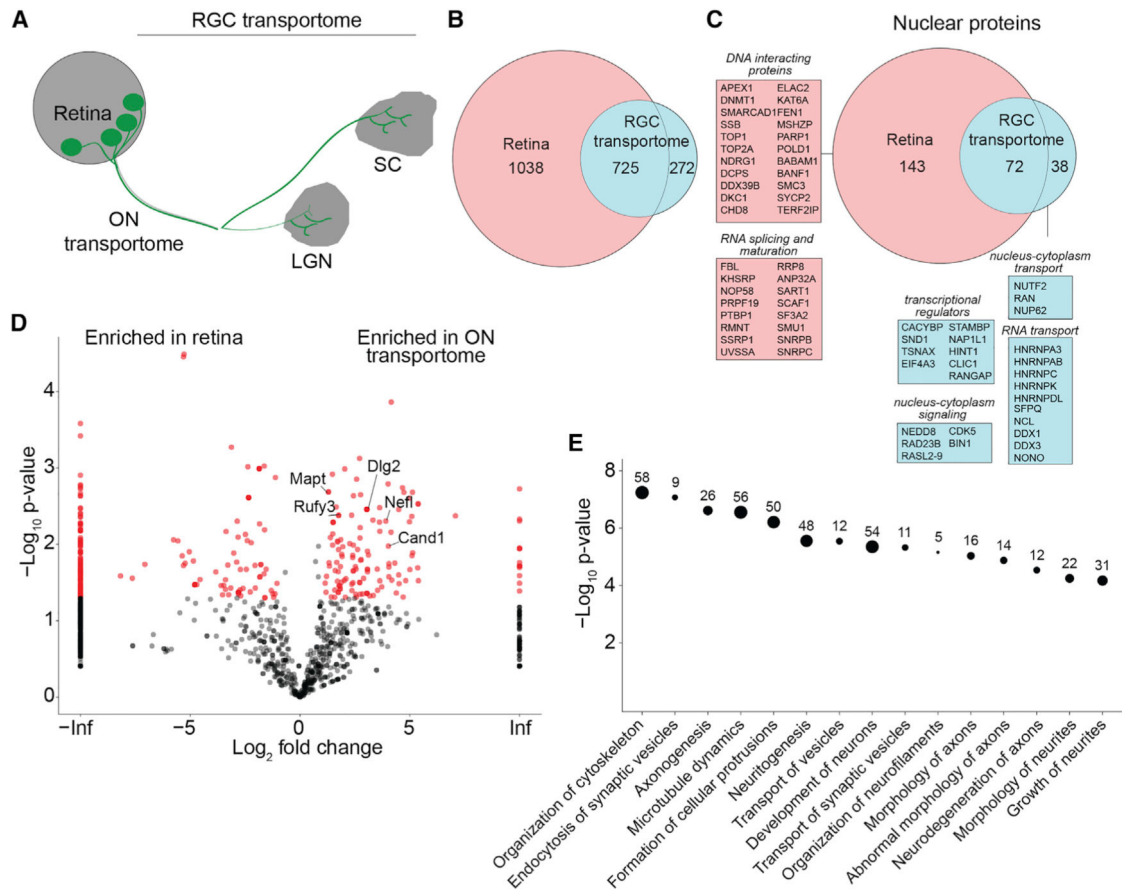 A
RGC transportome
Retina
ON
transportome
SC
LGN
B
Retina
1038
RGC
transportome
725
272
C
Nuclear proteins
DNA interacting
proteins
APEX1 ELAC2
DNMT1 KAT6A
SMARCAD1 FEN1
SSB MSHZP
TOP1 PARP1
TOP2A POLD1
NDRG1 BABAM1
DCPS BANF1
DDX39B SMC3
DKC1 SYCP2
CHD8 TERF2IP
RNA splicing and
maturation
FBL RRP8
KHSRP ANP32A
NOP58 SART1
PRPF19 SCAF1
PTBP1 SF3A2
RMNT SMU1
SSRP1 SNRPB
UVSSA SNRPC
Retina
143
RGC
transportome
72
38
nucleus-cytoplasm
transport
NUTF2
RAN
NUP62
transcriptional
regulators
CACYBP STAMBP
SND1 NAP1L1
TSNAX HINT1
EIF4A3 CLIC1
RANGAP
RNA transport
HNRNPA3
HNRNPAB
HNRNPC
HNRNPK
HNRNPDL
SFPQ
NCL
DDX1
DDX3
NONO
nucleus-cytoplasm
signaling
NEDD8 CDK5
RAD23B BIN1
RASL2-9
D
Enriched in retina
Enriched in ON
transportome
−Log10 p-value
4
3
2
1
0
Mapt
Dlg2
Rufy3
Nefl
Cand1
−Inf
−5
0
5
Inf
Log2 fold change
E
−Log10 p-value
8
6
4
2
58
9
26
56
50
48
12
54
11
5
16
14
12
22
31
Organization of cytoskeleton
Endocytosis of synaptic vesicles
Axonogenesis
Microtubule dynamics
Formation of cellular protrusions
Neuritogenesis
Transport of vesicles
Development of neurons
Transport of synaptic vesicles
Organization of neurofilaments
Morphology of axons
Abnormal morphology of axons
Neurodegeneration of axons
Morphology of neurites
Growth of neurites